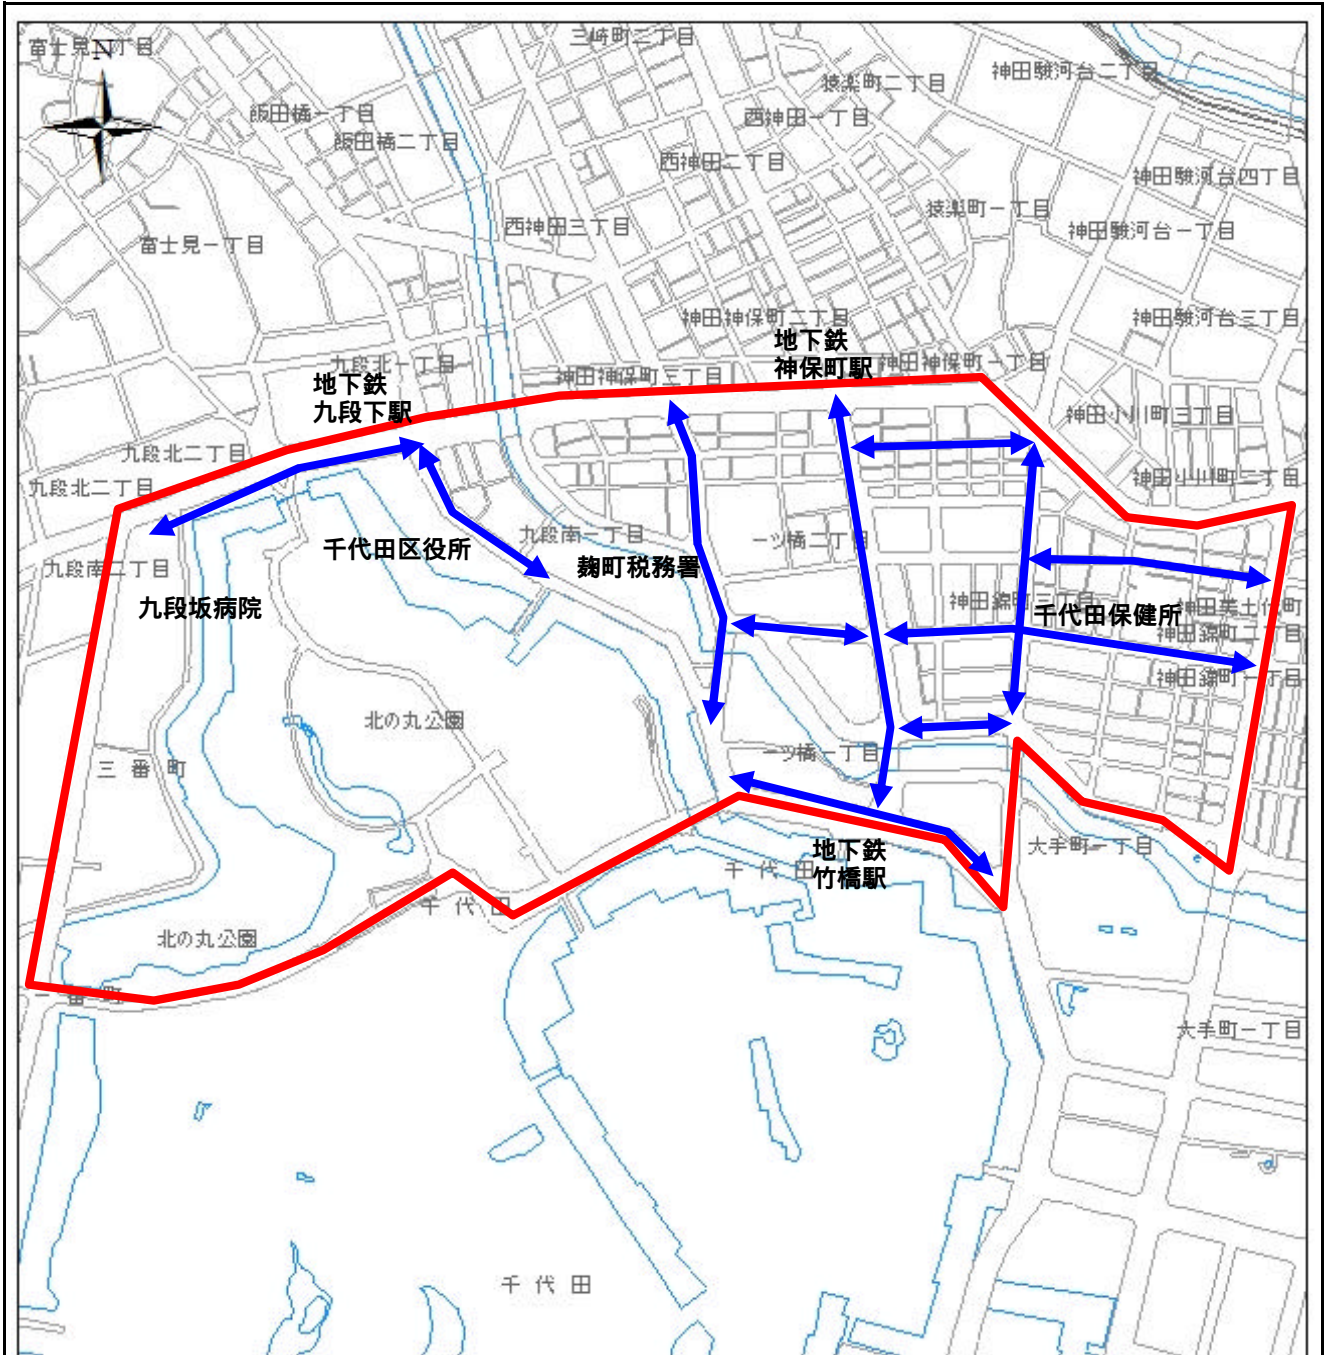 富士見二丁目
N
三崎町二丁目
神田駿河台二丁目
猿楽町二丁目
飯田橋一丁目
西神田一丁目
飯田橋二丁目
西神田二丁目
神田駿河台四丁目
猿楽町一丁目
西神田三丁目
神田駿河台一丁目
富士見一丁目
神田神保町二丁目
神田駿河台三丁目
地下鉄
神保町駅
九段北一丁目
神田神保町一丁目
神田神保町三丁目
地下鉄
九段下駅
神田小川町三丁目
九段北二丁目
神田小川町二丁目
九段北二丁目
九段南一丁目
一ツ橋二丁目
千代田区役所
麹町税務署
九段南二丁目
九段坂病院
神田錦町三丁目
千代田保健所
神田美土代町
神田錦町二丁目
神田錦町一丁目
北の丸公園
一ツ橋一丁目
三番町
地下鉄
竹橋駅
大手町一丁目
千代田
千代田
北の丸公園
一番町
大手町一丁目
千代田